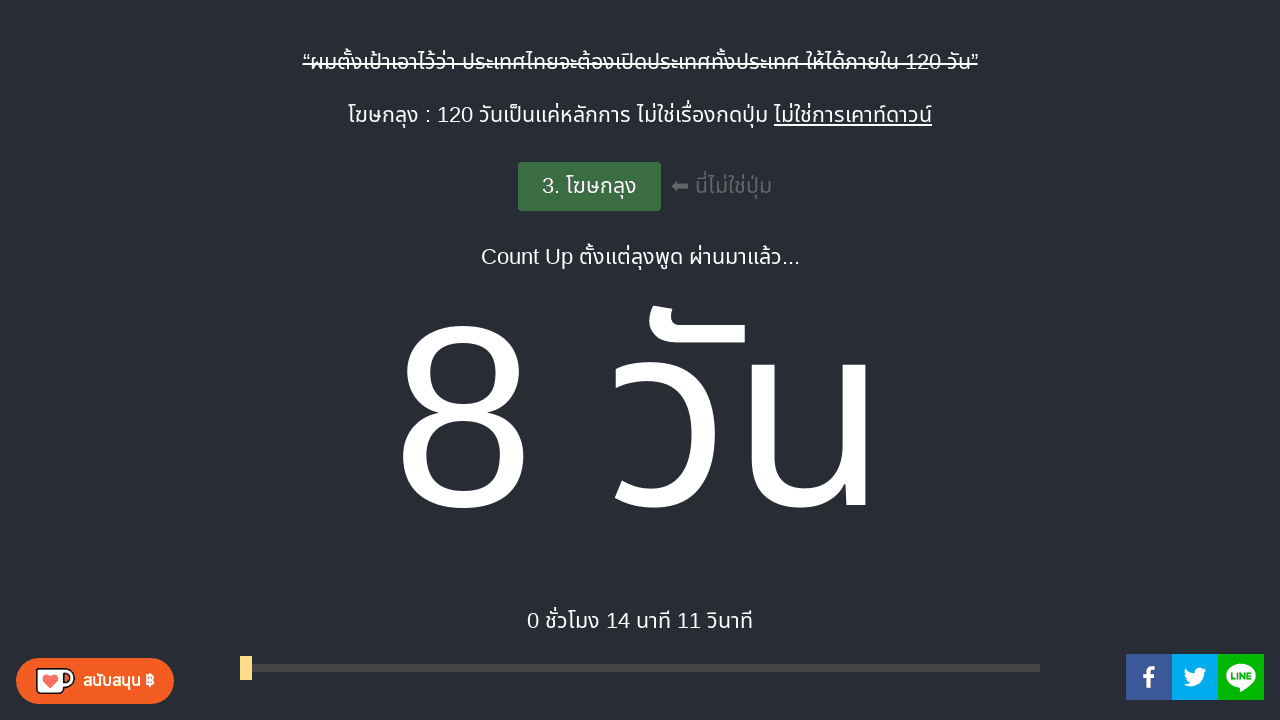 “ผมตั้งเป้าเอาไว้ว่า ประเทศไทยจะต้องเปิดประเทศทั้งประเทศ ให้ได้ภายใน 120 วัน”
โฆษกลุง : 120 วันเป็นแค่หลักการ ไม่ใช่เรื่องกดปุ่ม ไม่ใช่การเคาท์ดาวน์
3. โฆษกลุง ⬅ นี่ไม่ใช่ปุ่ม
Count Up ตั้งแต่ลุงพูด ผ่านมาแล้ว...
8 วัน
0 ชั่วโมง 14 นาที 11 วินาที
สนับสนุน ฿
LINE